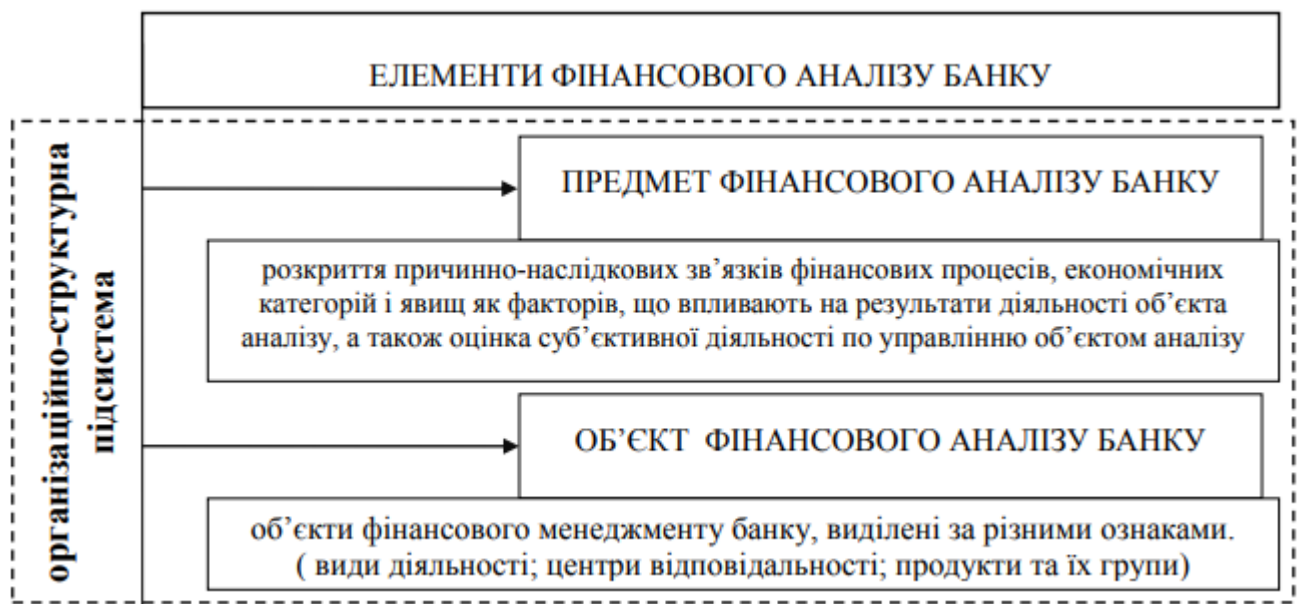 ЕЛЕМЕНТИ ФІНАНСОВОГО АНАЛІЗУ БАНКУ
організаційно-структурна
підсистема
ПРЕДМЕТ ФІНАНСОВОГО АНАЛІЗУ БАНКУ
розкриття причинно-наслідкових зв’язків фінансових процесів, економічних
категорій і явищ як факторів, що впливають на результати діяльності об’єкта
аналізу, а також оцінка суб’єктивної діяльності по управлінню об’єктом аналізу
ОБ’ЄКТ ФІНАНСОВОГО АНАЛІЗУ БАНКУ
об’єкти фінансового менеджменту банку, виділені за різними ознаками.
( види діяльності; центри відповідальності; продукти та їх групи)